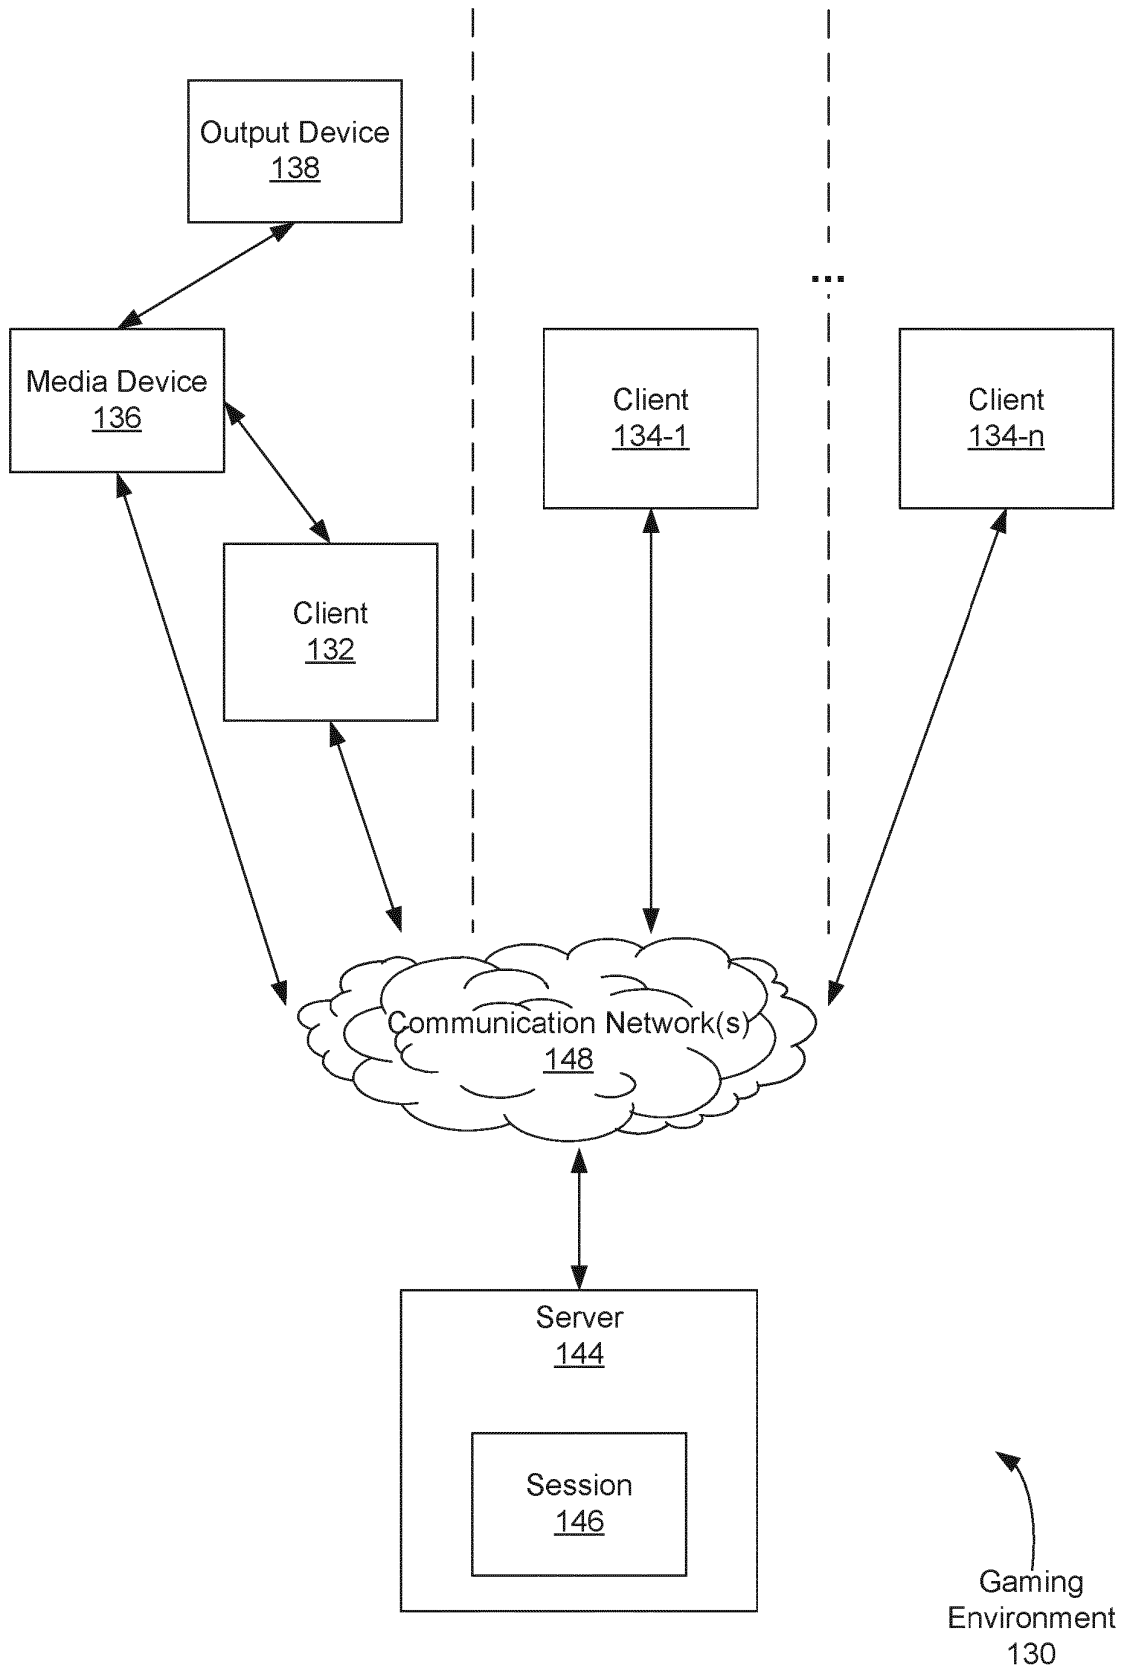 Output Device
138
...
Media Device
136
Client
134-1
Client
134-n
Client
132
Communication Network(s)
148
Server
144
Session
146
Gaming
Environment
130